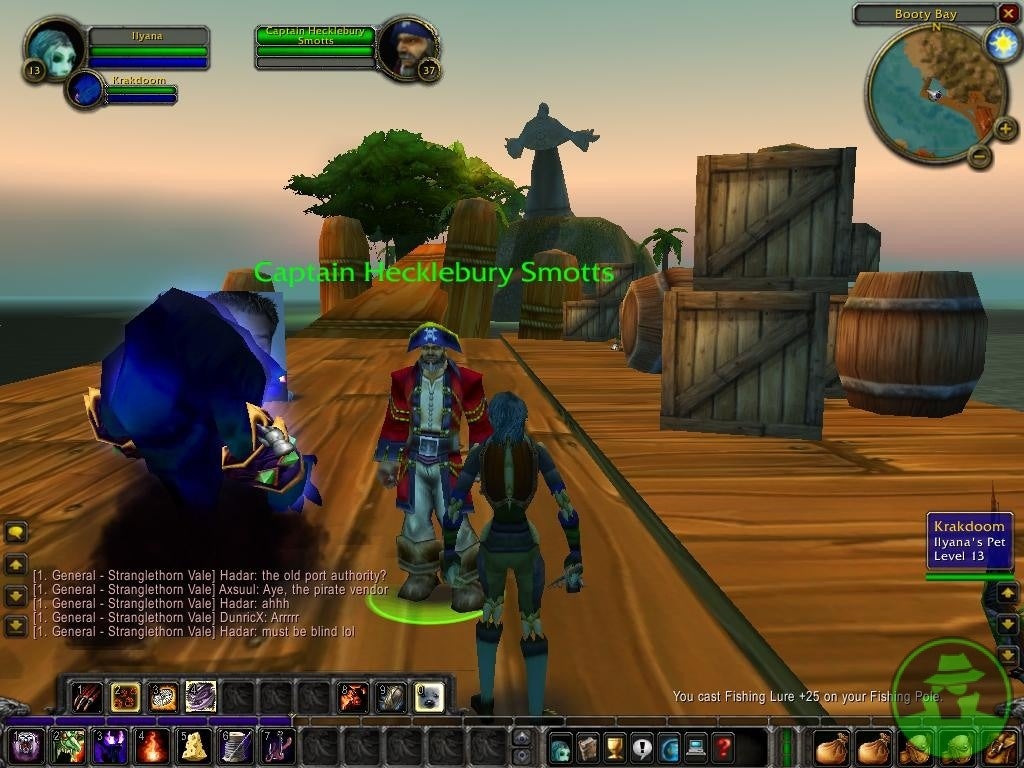 Ilyana
13
Krakdoom
Captain Hecklebury
Smotts
37
Booty Bay
N
Captain Hecklebury Smotts
Krakdoom
Ilyana's Pet
Level 13
[1. General - Stranglethorn Vale] Hadar: the old port authority?
[1. General - Stranglethorn Vale] Axsuul: Aye, the pirate vendor
[1. General - Stranglethorn Vale] Hadar: ahhh
[1. General - Stranglethorn Vale] DunricX: Arrrrr
[1. General - Stranglethorn Vale] Hadar: must be blind lol
You cast Fishing Lure +25 on your Fishing Pole.
1 2 3 4 8 9 0
2 3 4 5 6 7